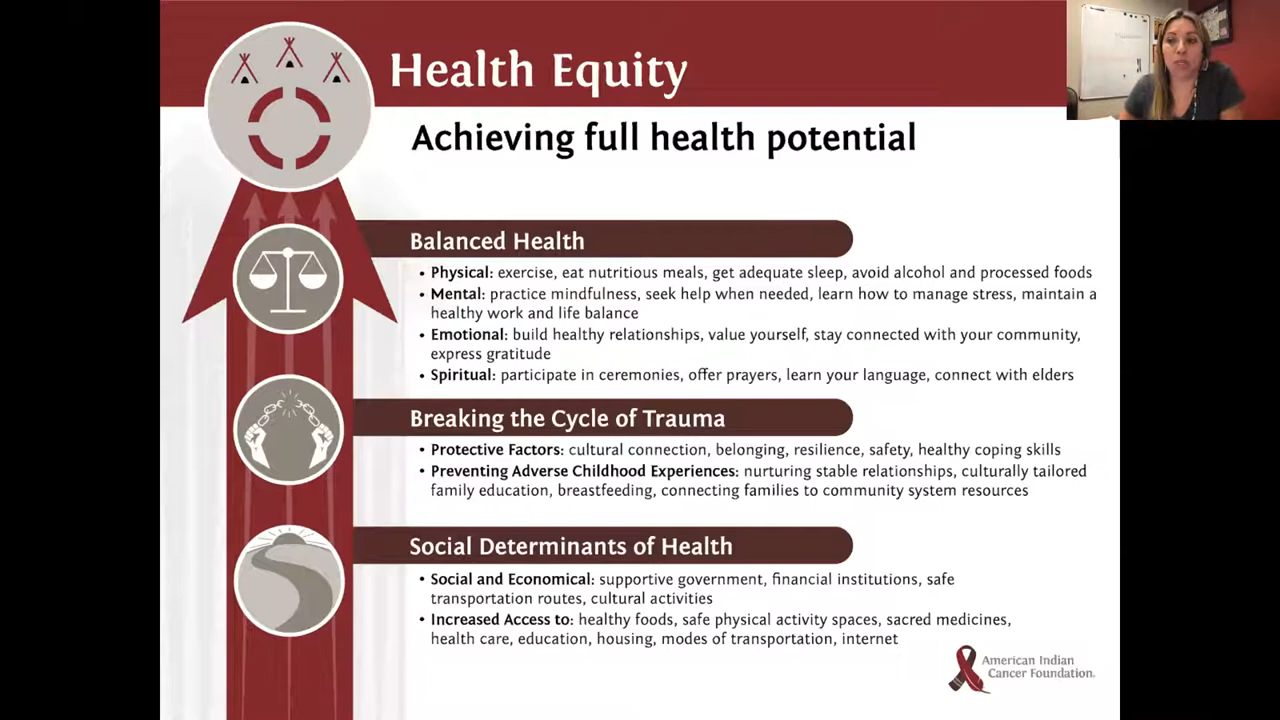 Health Equity
Achieving full health potential
Balanced Health
• Physical: exercise, eat nutritious meals, get adequate sleep, avoid alcohol and processed foods
• Mental: practice mindfulness, seek help when needed, learn how to manage stress, maintain a
healthy work and life balance
• Emotional: build healthy relationships, value yourself, stay connected with your community,
express gratitude
• Spiritual: participate in ceremonies, offer prayers, learn your language, connect with elders
Breaking the Cycle of Trauma
• Protective Factors: cultural connection, belonging, resilience, safety, healthy coping skills
• Preventing Adverse Childhood Experiences: nurturing stable relationships, culturally tailored
family education, breastfeeding, connecting families to community system resources
Social Determinants of Health
• Social and Economical: supportive government, financial institutions, safe
transportation routes, cultural activities
• Increased Access to: healthy foods, safe physical activity spaces, sacred medicines,
health care, education, housing, modes of transportation, internet
American Indian
Cancer Foundation.